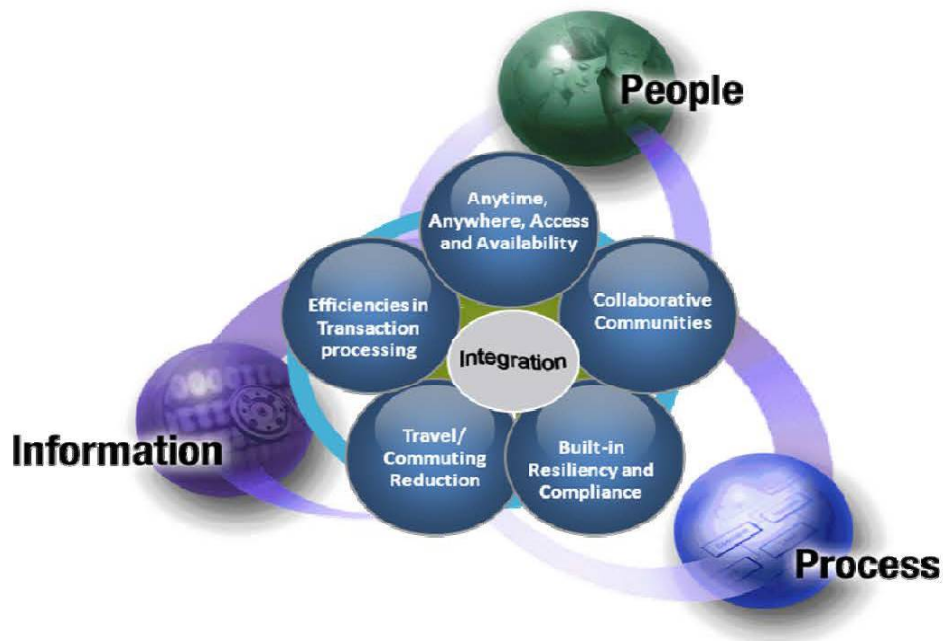 People
Anytime,
Anywhere, Access
and Availability
Efficiencies in
Transaction
processing
Collaborative
Communities
Integration
Information
Travel/
Commuting
Reduction
Built-in
Resiliency and
Compliance
Process